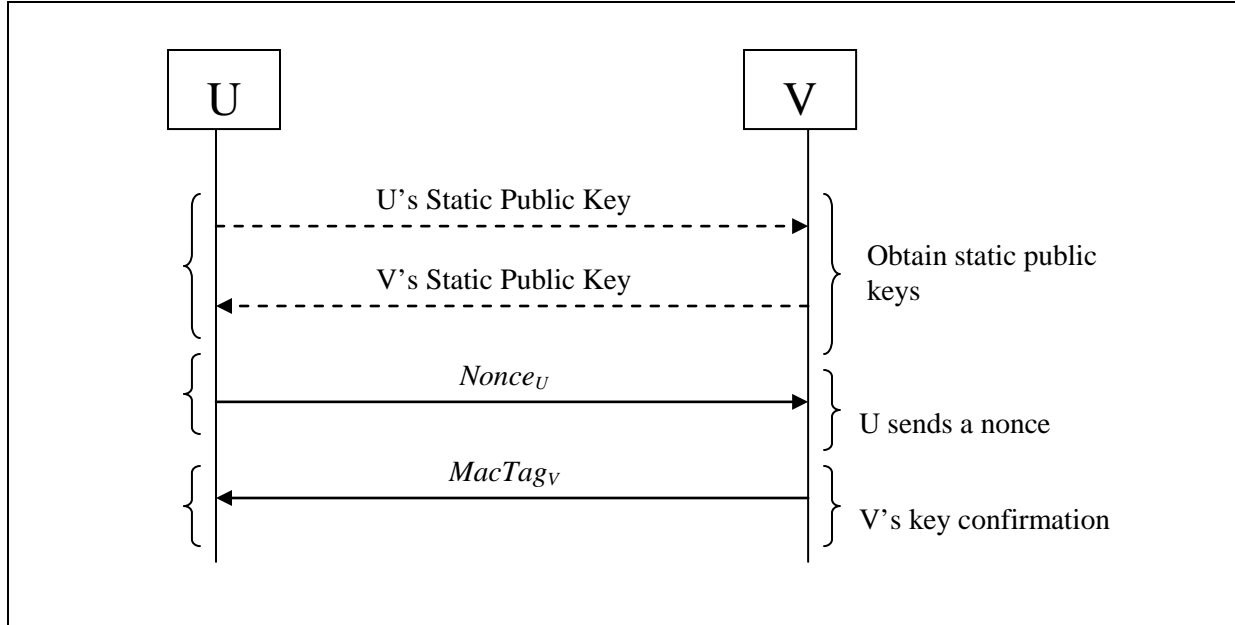 U
V
U’s Static Public Key
V’s Static Public Key
Obtain static public
keys
NonceU
U sends a nonce
MacTagV
V’s key confirmation